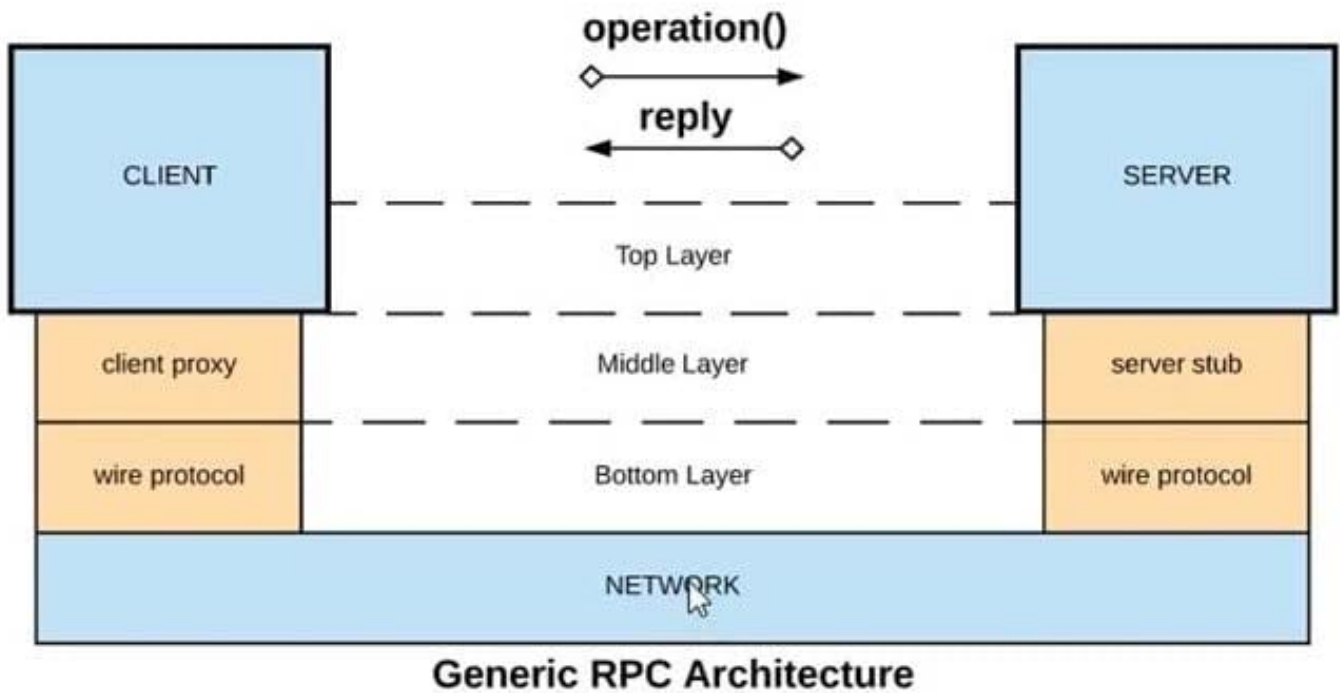 operation()
reply
CLIENT
SERVER
Top Layer
client proxy
Middle Layer
server stub
wire protocol
Bottom Layer
wire protocol
NETWORK
Generic RPC Architecture